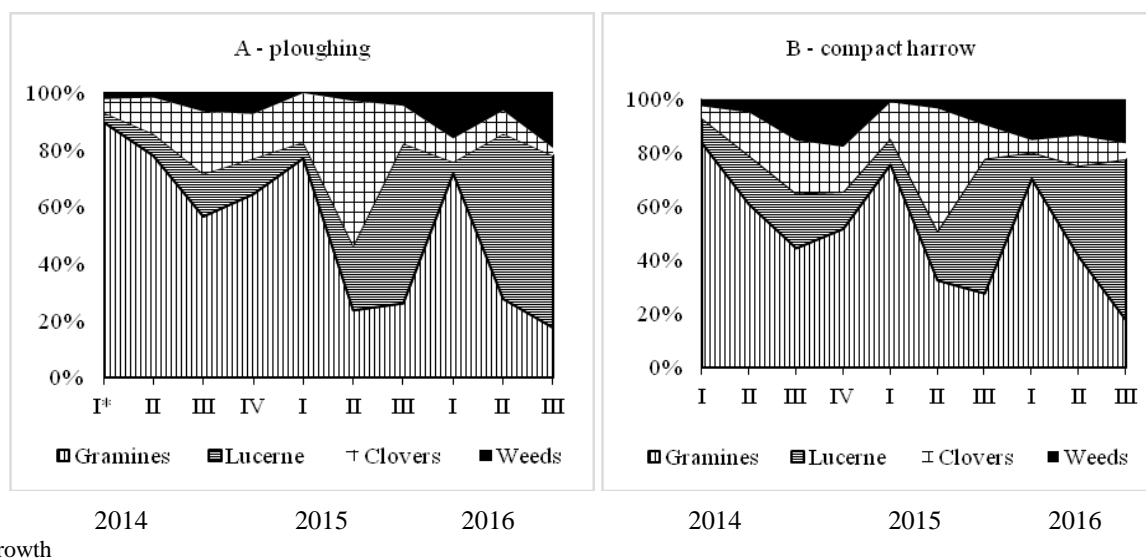 A - ploughing
100%
80%
60%
40%
20%
0%
I* II III IV I II III I II III
Gramines Lucerne Clovers Weeds
B - compact harrow
100%
80%
60%
40%
20%
0%
I II III IV I II III I II III
Gramines Lucerne Clovers Weeds
2014 2015 2016 2014 2015 2016
rowth